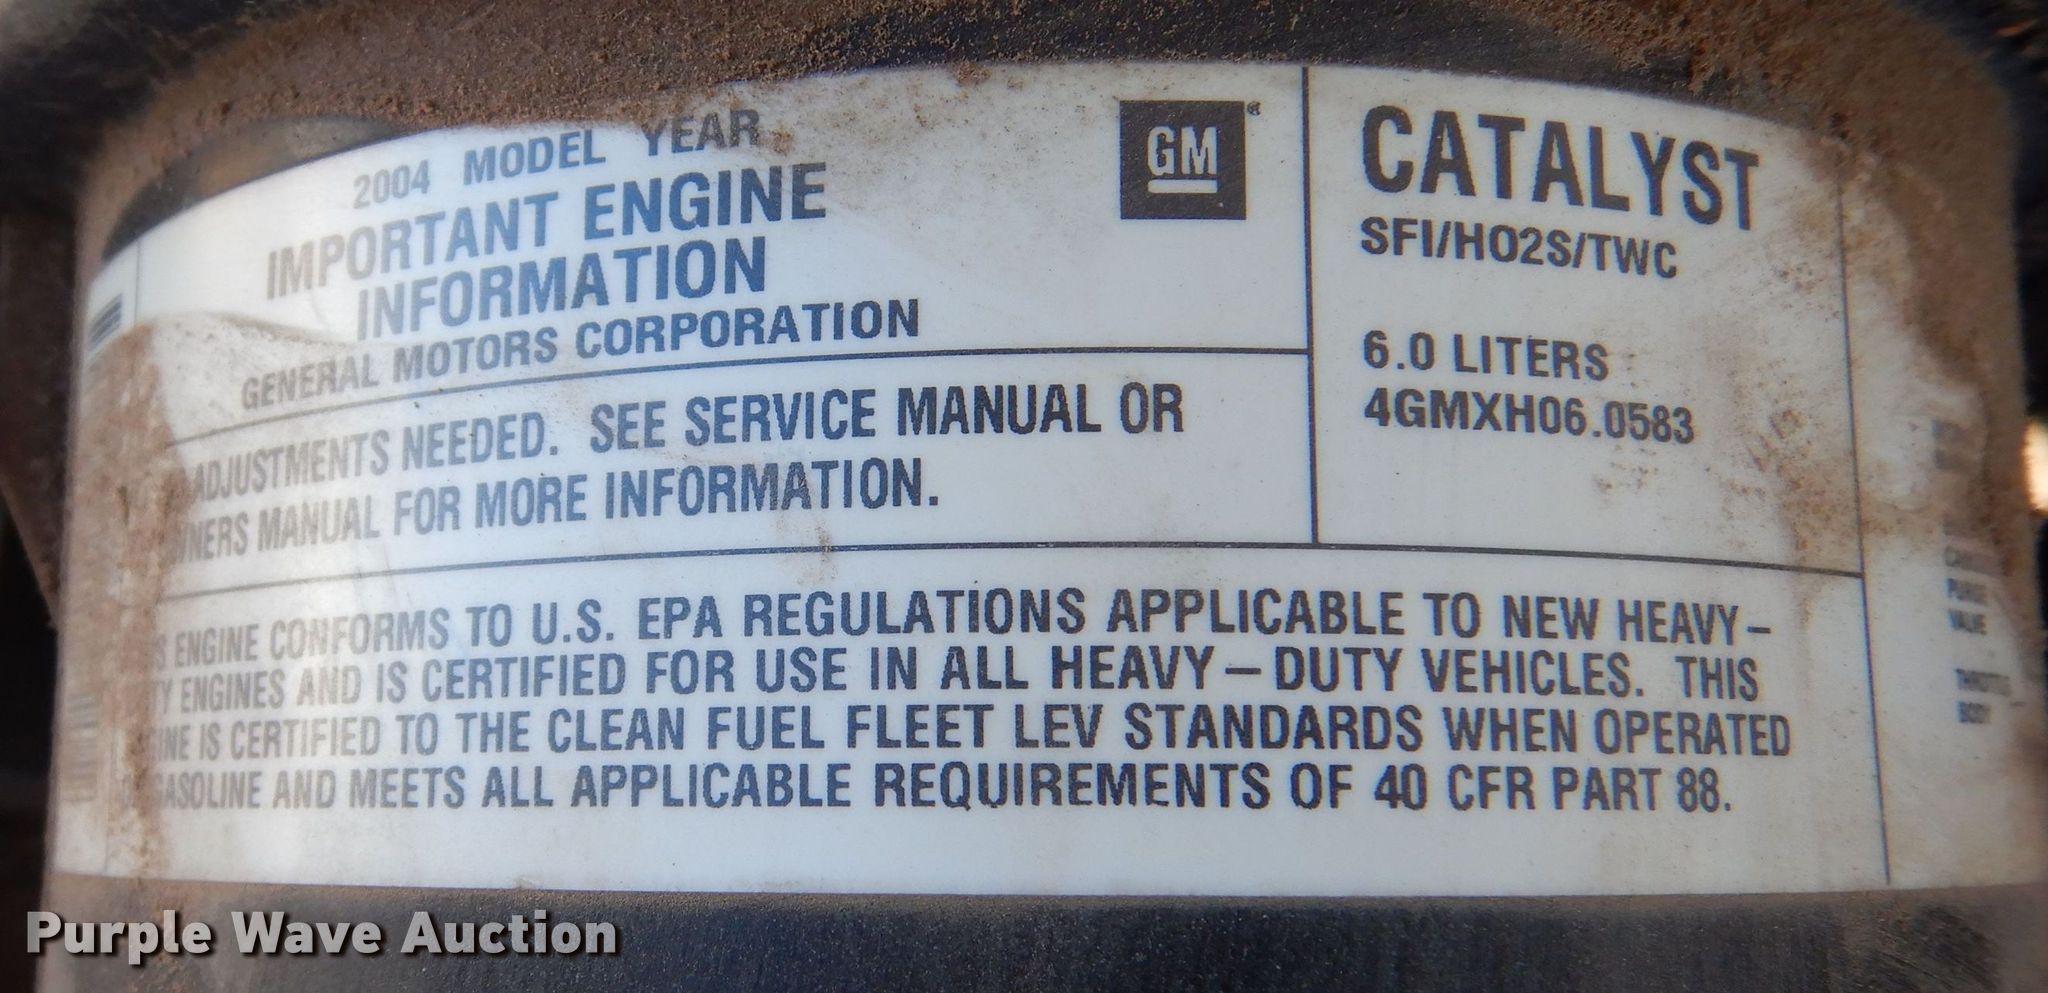 2004 MODEL YEAR
IMPORTANT ENGINE
INFORMATION
GENERAL MOTORS CORPORATION
GM
ADJUSTMENTS NEEDED. SEE SERVICE MANUAL OR
MANUAL FOR MORE INFORMATION.
CATALYST
SFI/HO2S/TWC
6.0 LITERS
4GMXH06.0583
ENGINE CONFORMS TO U.S. EPA REGULATIONS APPLICABLE TO NEW HEAVY-
ENGINES AND IS CERTIFIED FOR USE IN ALL HEAVY-DUTY VEHICLES. THIS
IS CERTIFIED TO THE CLEAN FUEL FLEET LEV STANDARDS WHEN OPERATED
GASOLINE AND MEETS ALL APPLICABLE REQUIREMENTS OF 40 CFR PART 88.
Purple Wave Auction